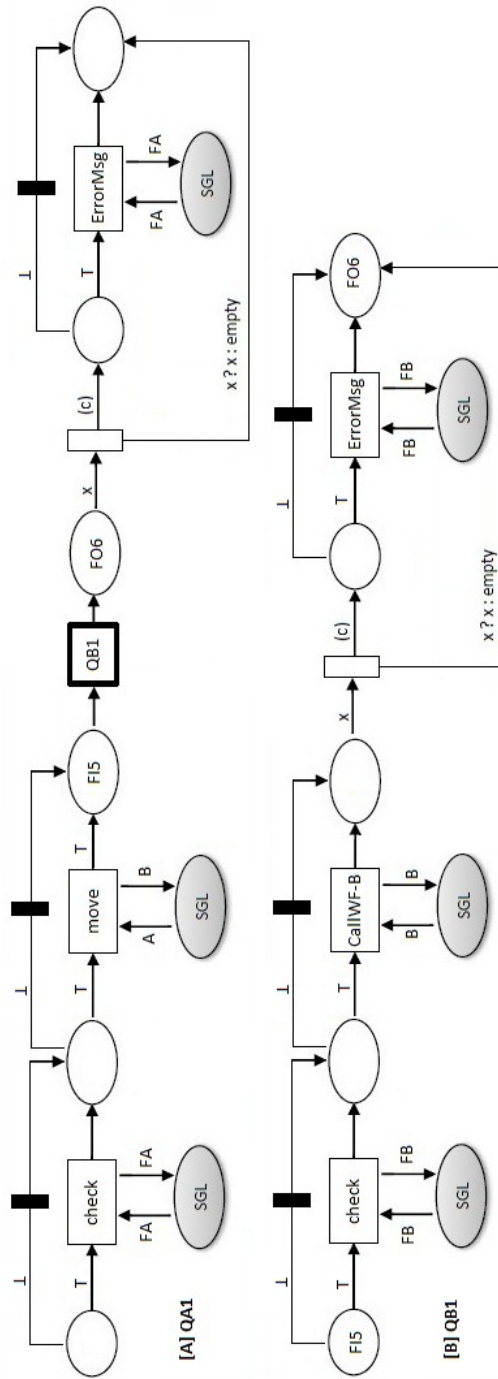 ⊥ ⊥ ⊥
T check T move T FI5 QB1 FO6 x (c) T ErrorMsg
FA FA A B FA FA
SGL SGL SGL
x ? x : empty
[A] QA1
⊥ ⊥ ⊥
FI5 T check T CallWF-B x (c) T ErrorMsg FO6
FB FB B B FB FB
SGL SGL SGL
x ? x : empty
[B] QB1